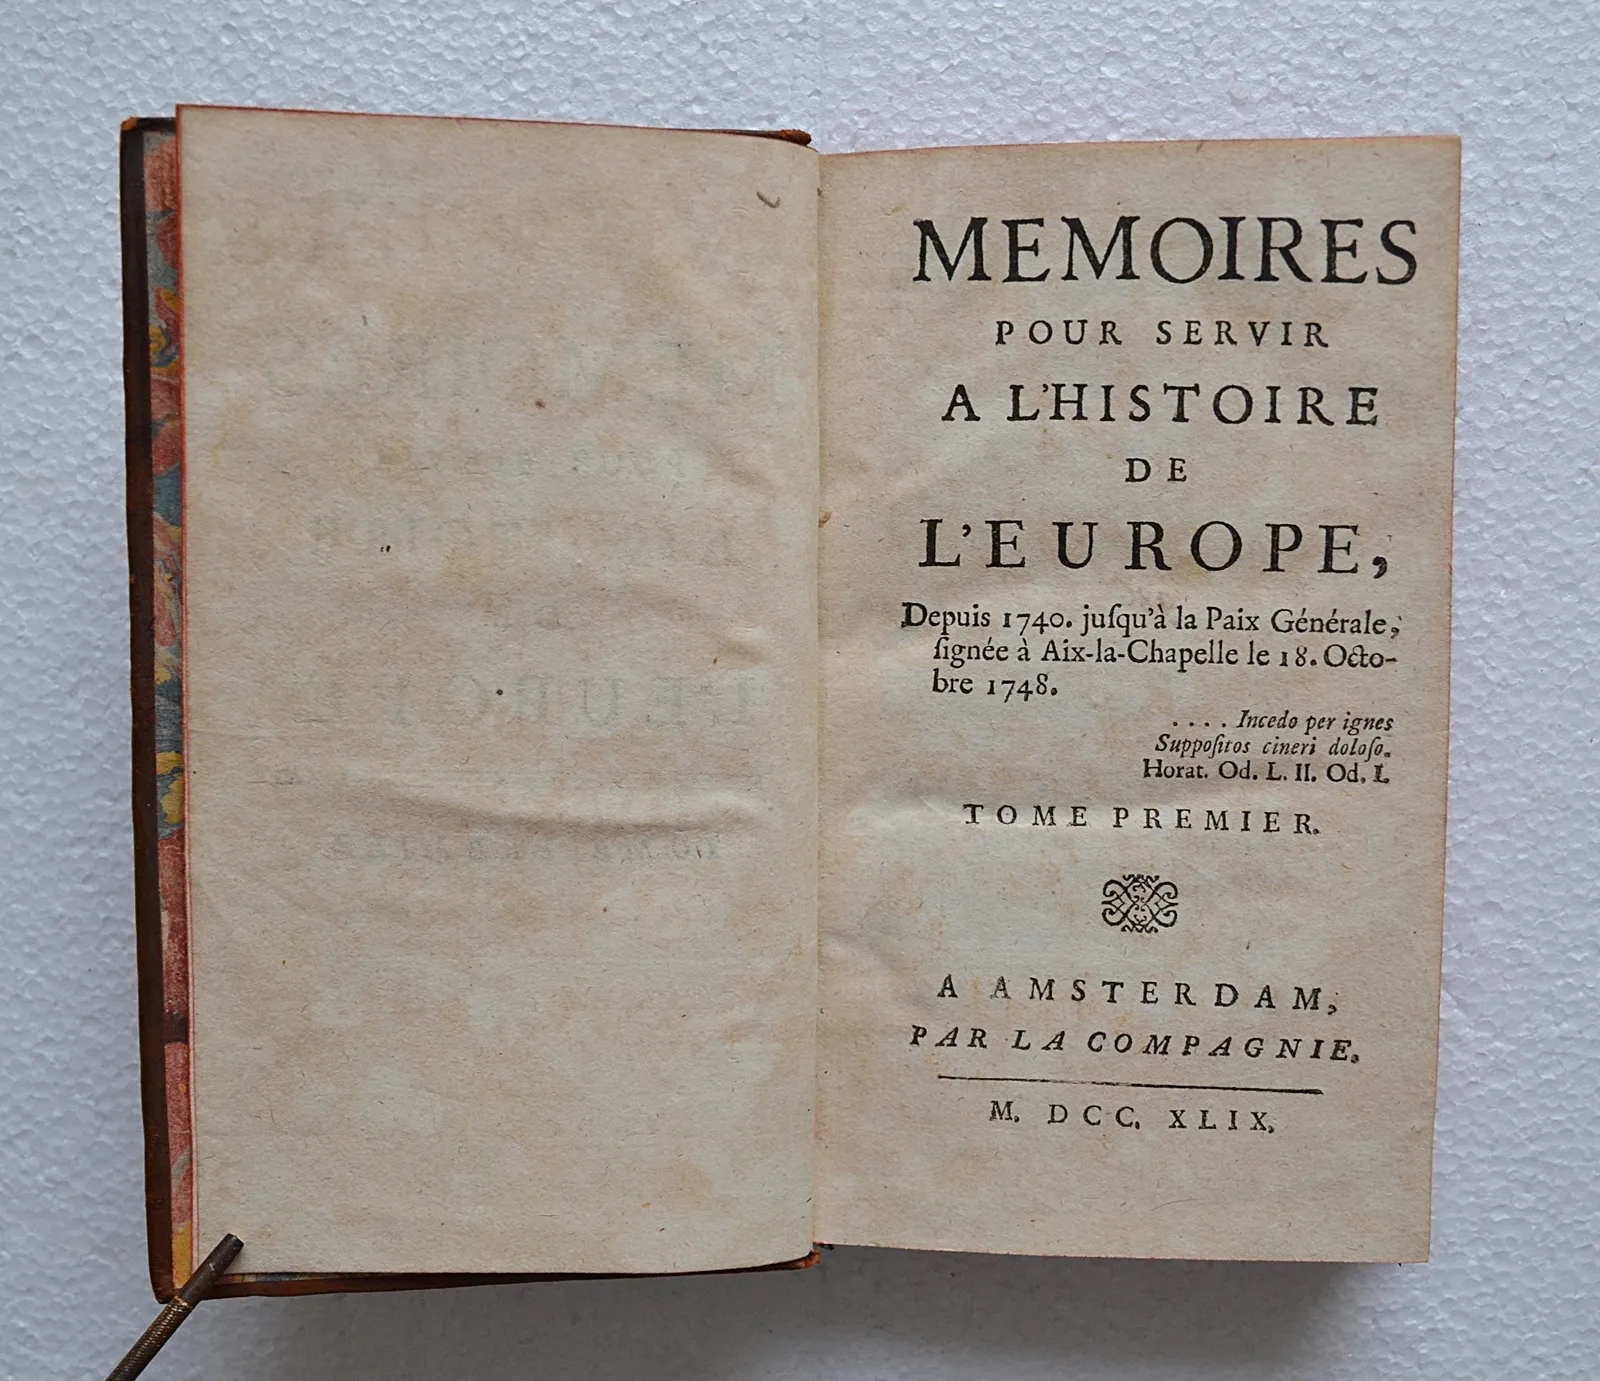 MEMOIRES
POUR SERVIR
A L'HISTOIRE
DE
L'EUROPE,
Depuis 1740. juſqu'à la Paix Générale,
ſignée à Aix-la-Chapelle le 18. Octo-
bre 1748.
.... Incedo per ignes
Suppoſitos cineri doloſo.
Horat. Od. L. II. Od. I.
TOME PREMIER.
A AMSTERDAM,
PAR LA COMPAGNIE.
M. DCC. XLIX.